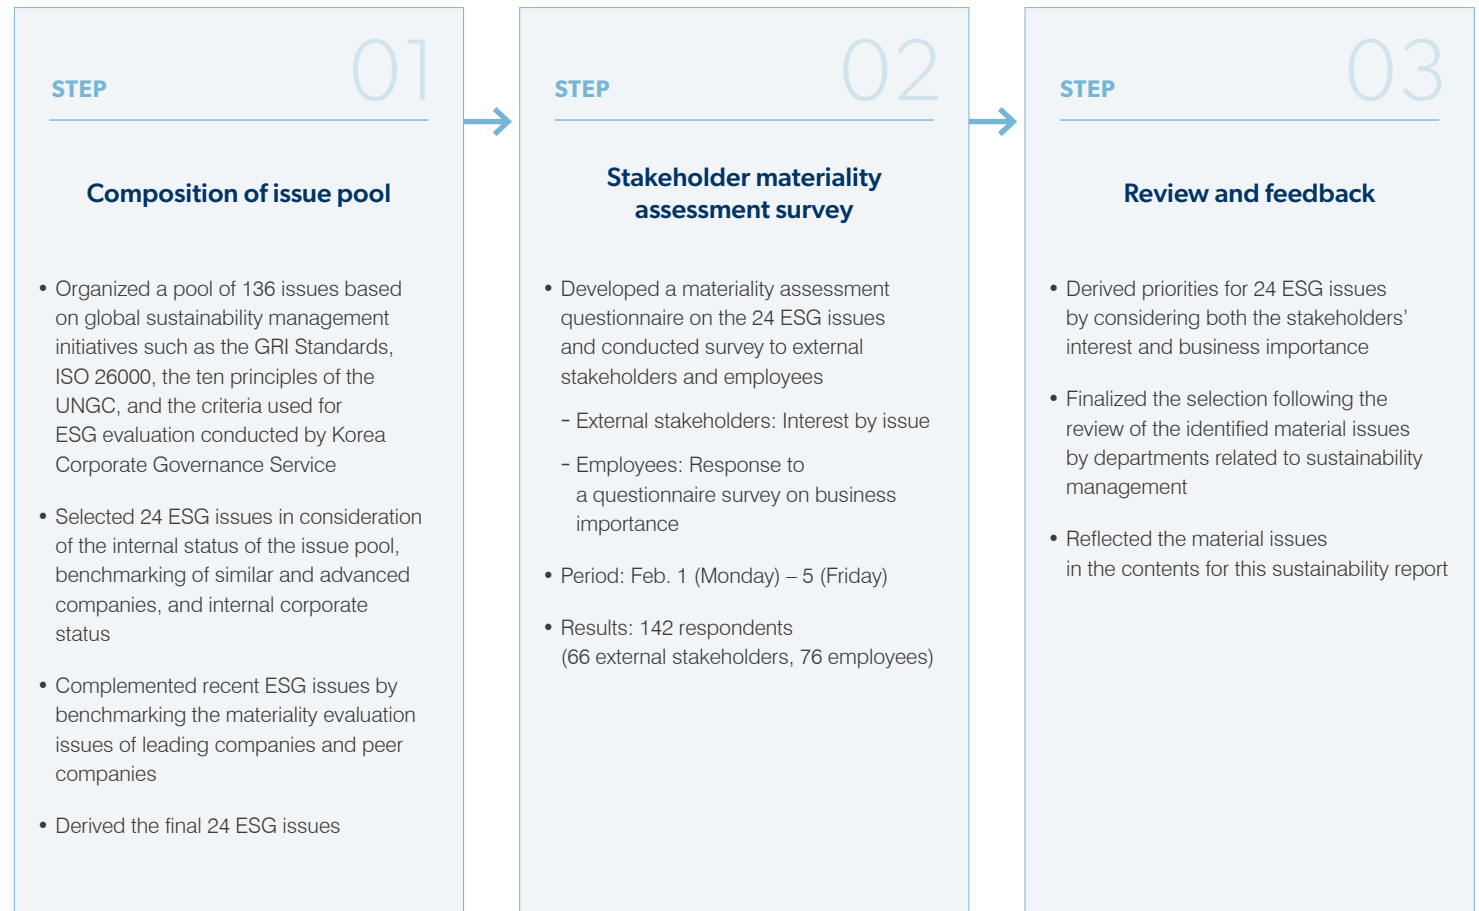 STEP 01
Composition of issue pool
• Organized a pool of 136 issues based
on global sustainability management
initiatives such as the GRI Standards,
ISO 26000, the ten principles of the
UNGC, and the criteria used for
ESG evaluation conducted by Korea
Corporate Governance Service
• Selected 24 ESG issues in consideration
of the internal status of the issue pool,
benchmarking of similar and advanced
companies, and internal corporate
status
• Complemented recent ESG issues by
benchmarking the materiality evaluation
issues of leading companies and peer
companies
• Derived the final 24 ESG issues
STEP 02
Stakeholder materiality
assessment survey
• Developed a materiality assessment
questionnaire on the 24 ESG issues
and conducted survey to external
stakeholders and employees
- External stakeholders: Interest by issue
- Employees: Response to
a questionnaire survey on business
importance
• Period: Feb. 1 (Monday) – 5 (Friday)
• Results: 142 respondents
(66 external stakeholders, 76 employees)
STEP 03
Review and feedback
• Derived priorities for 24 ESG issues
by considering both the stakeholders’
interest and business importance
• Finalized the selection following the
review of the identified material issues
by departments related to sustainability
management
• Reflected the material issues
in the contents for this sustainability report